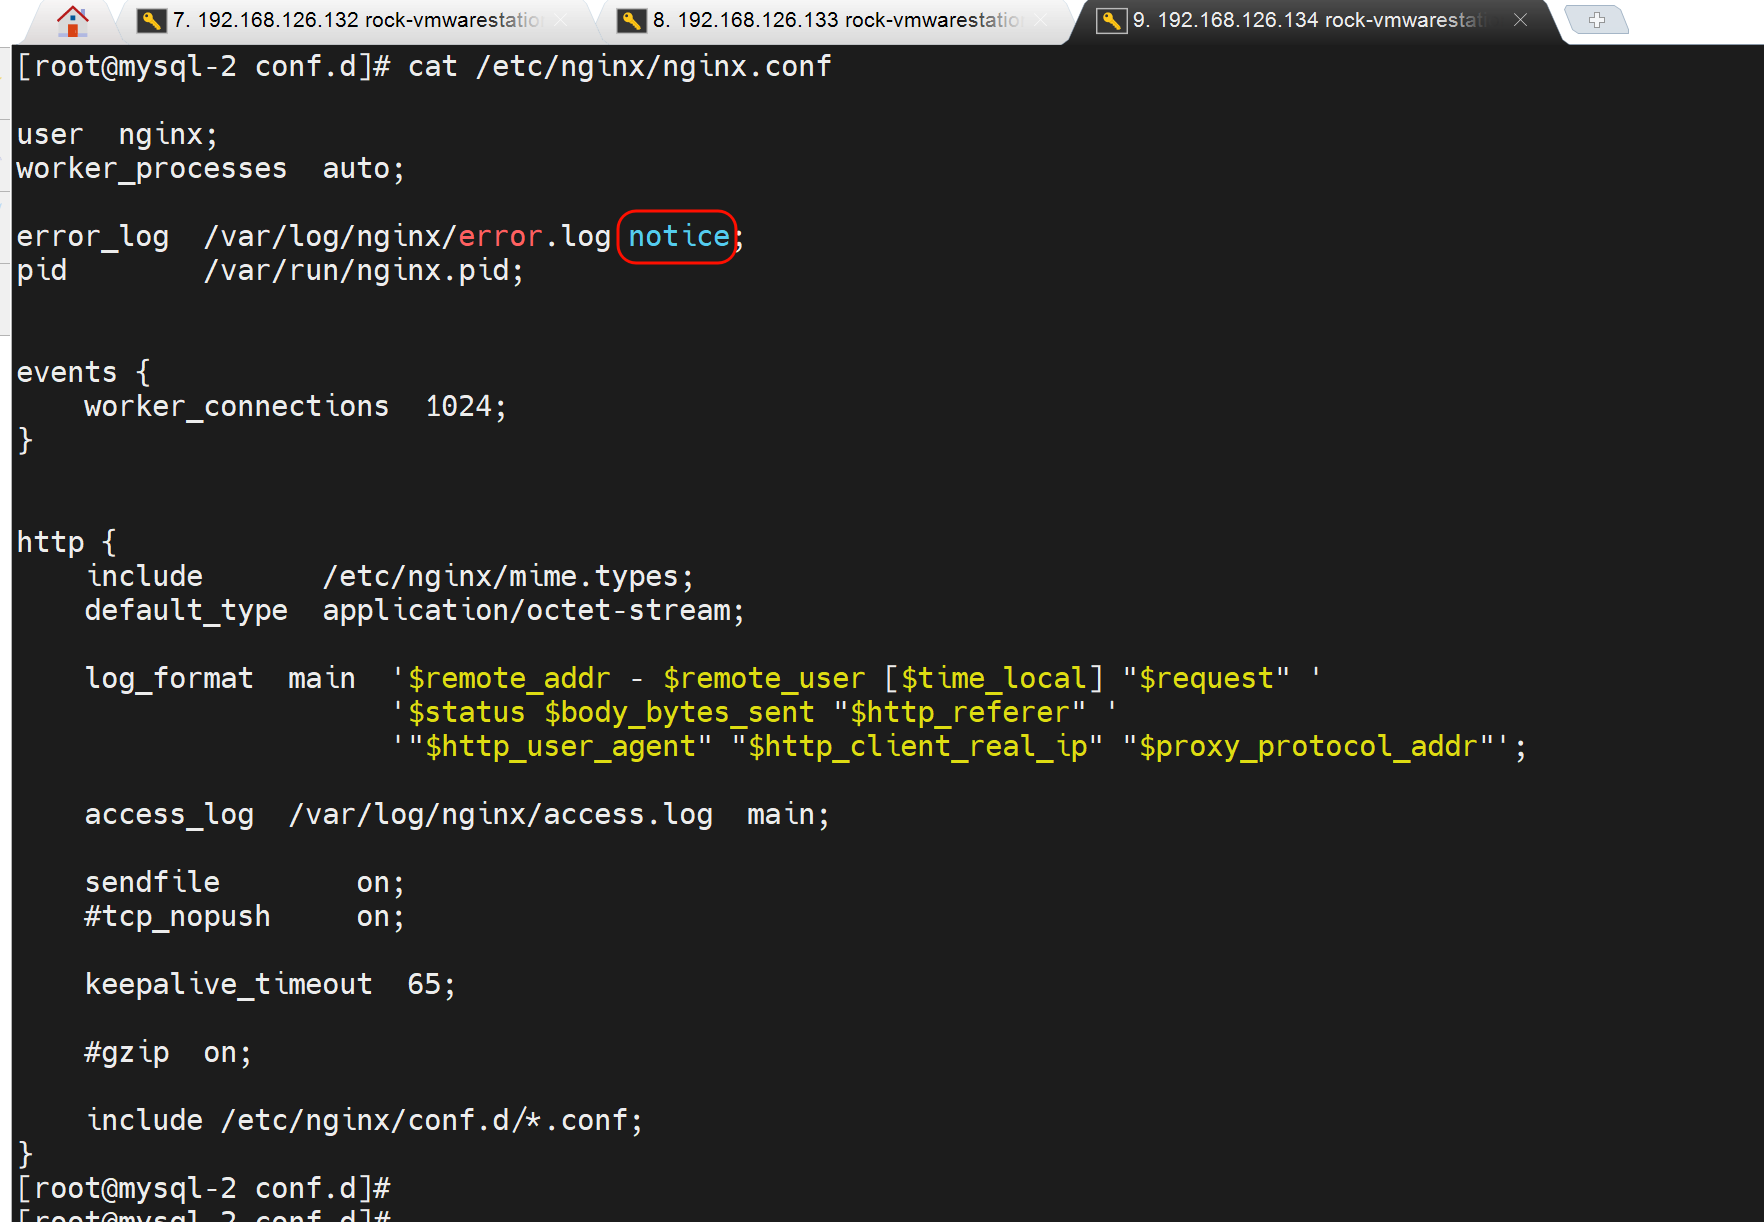 7. 192.168.126.132 rock-vmwarestatio
8. 192.168.126.133 rock-vmwarestatio
9. 192.168.126.134 rock-vmwarestati
[root@mysql-2 conf.d]# cat /etc/nginx/nginx.conf
user  nginx;
worker_processes  auto;
error_log  /var/log/nginx/error.log notice;
pid        /var/run/nginx.pid;
events {
    worker_connections  1024;
}
http {
    include       /etc/nginx/mime.types;
    default_type  application/octet-stream;
    log_format  main  '$remote_addr - $remote_user [$time_local] "$request" '
                      '$status $body_bytes_sent "$http_referer" '
                      '"$http_user_agent" "$http_client_real_ip" "$proxy_protocol_addr"';
    access_log  /var/log/nginx/access.log  main;
    sendfile        on;
    #tcp_nopush     on;
    keepalive_timeout  65;
    #gzip  on;
    include /etc/nginx/conf.d/*.conf;
}
[root@mysql-2 conf.d]#
[root@mysql-2 conf.d]#